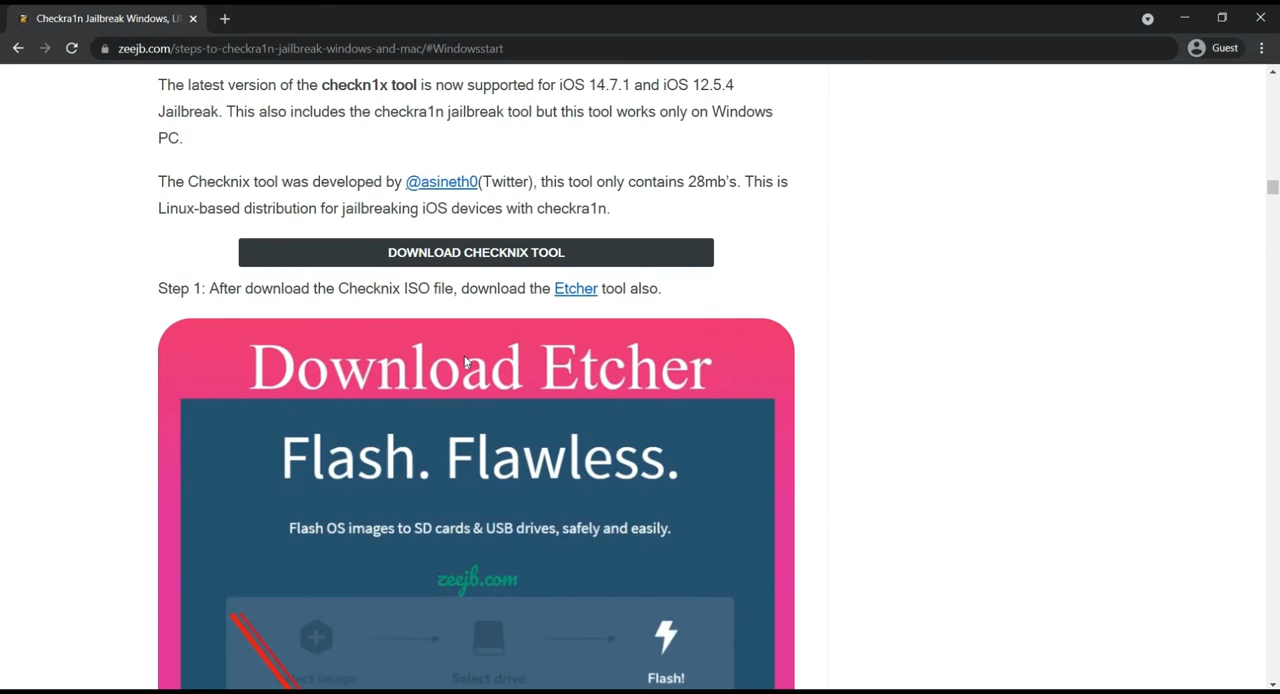 Checkra1n Jailbreak Windows, LI
zeejb.com/steps-to-checkra1n-jailbreak-windows-and-mac/#Windowsstart
Guest
The latest version of the checkn1x tool is now supported for iOS 14.7.1 and iOS 12.5.4
Jailbreak. This also includes the checkra1n jailbreak tool but this tool works only on Windows
PC.
The Checknix tool was developed by @asineth0(Twitter), this tool only contains 28mb’s. This is
Linux-based distribution for jailbreaking iOS devices with checkra1n.
DOWNLOAD CHECKNIX TOOL
Step 1: After download the Checknix ISO file, download the Etcher tool also.
Download Etcher
Flash. Flawless.
Flash OS images to SD cards & USB drives, safely and easily.
zeejb.com
image
Select drive
Flash!